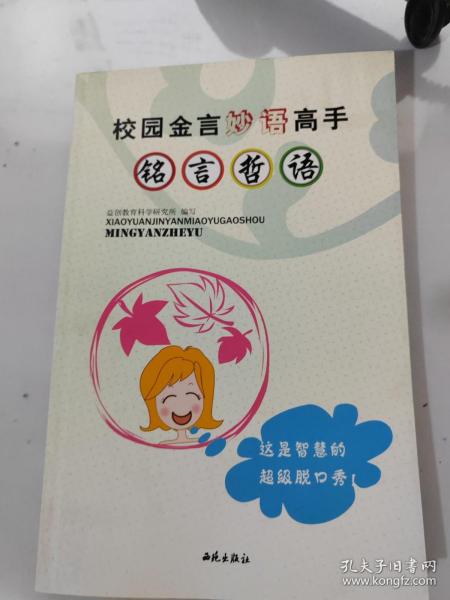 校园金言妙语高手
铭言哲语
益创教育科学研究所 编写
XIAOYUANJINYANMIAOYUGAOSHOU
MINGYANZHEYU
这是智慧的
超级脱口秀!
西苑出版社
孔夫子旧书网
www.kongfz.com